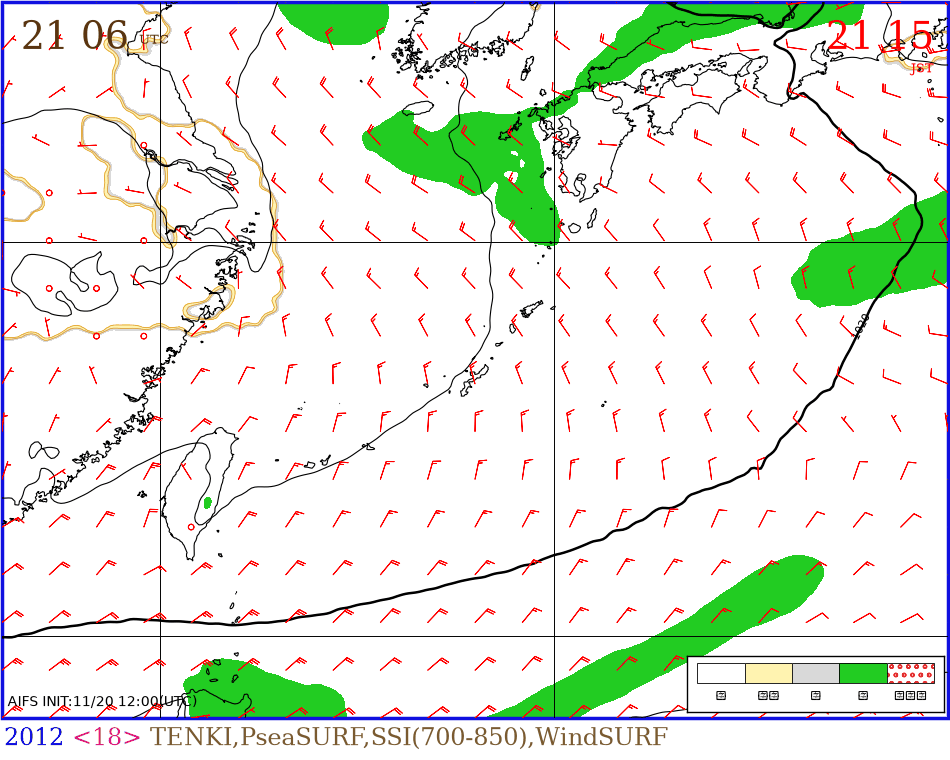 21 06 UTC
21 15
JST
1020
AIFS INIT:11/20 12:00(UTC)
2012 <18> TENKI,PseaSURF,SSI(700-850),WindSURF